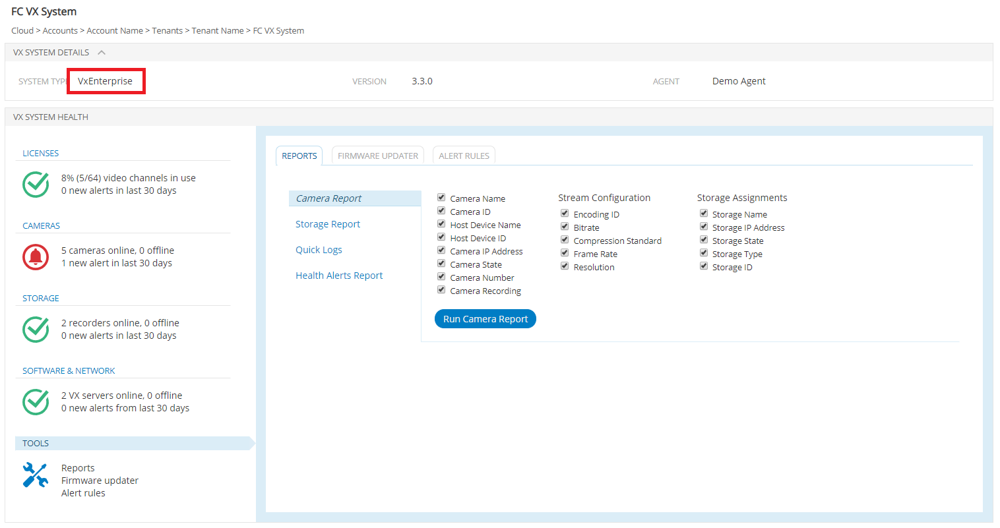 FC VX System
Cloud > Accounts > Account Name > Tenants > Tenant Name > FC VX System
VX SYSTEM DETAILS
SYSTEM TYPE VxEnterprise VERSION 3.3.0 AGENT Demo Agent
VX SYSTEM HEALTH
LICENSES
8% (5/64) video channels in use
0 new alerts in last 30 days
CAMERAS
5 cameras online, 0 offline
1 new alert in last 30 days
STORAGE
2 recorders online, 0 offline
0 new alerts in last 30 days
SOFTWARE & NETWORK
2 VX servers online, 0 offline
0 new alerts from last 30 days
TOOLS
Reports
Firmware updater
Alert rules
REPORTS FIRMWARE UPDATER ALERT RULES
Camera Report
Storage Report
Quick Logs
Health Alerts Report
Camera Name
Camera ID
Host Device Name
Host Device ID
Camera IP Address
Camera State
Camera Number
Camera Recording
Run Camera Report
Stream Configuration
Encoding ID
Bitrate
Compression Standard
Frame Rate
Resolution
Storage Assignments
Storage Name
Storage IP Address
Storage State
Storage Type
Storage ID